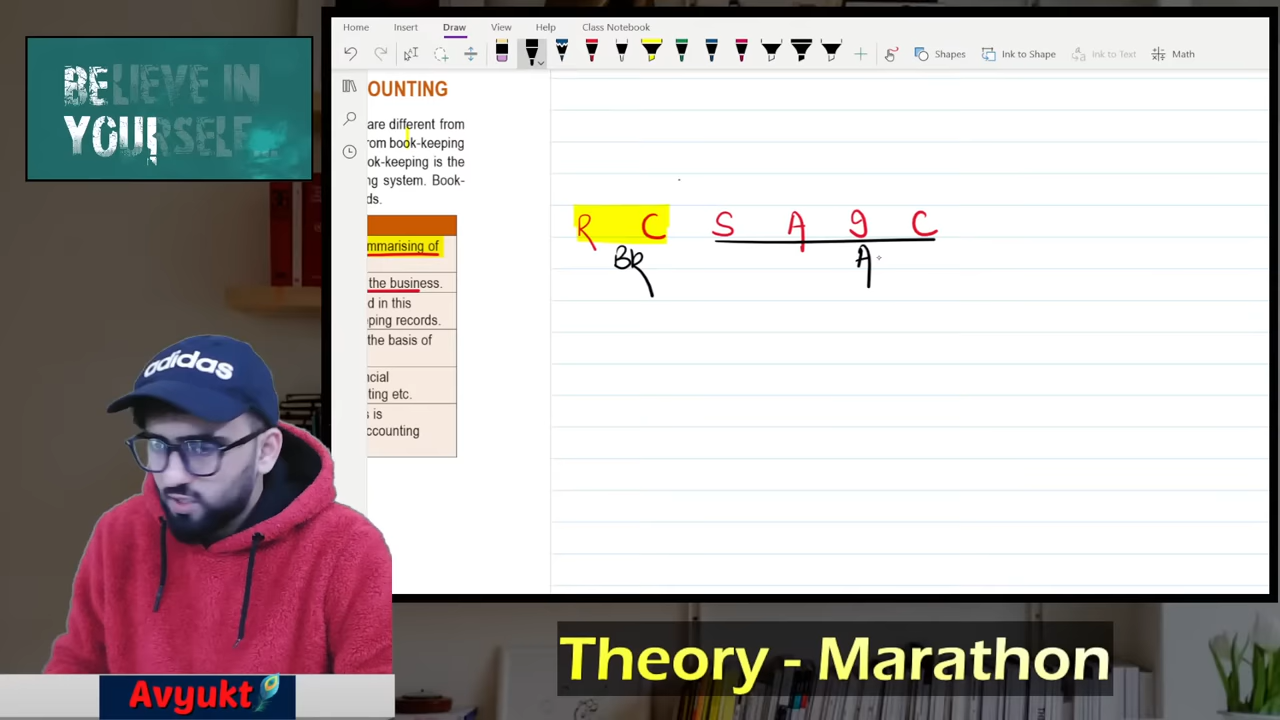 BELIEVE IN
YOURSELF...
Home Insert Draw View Help Class Notebook
Shapes Ink to Shape Ink to Text Math
OUNTING
are different from
rom book-keeping
ok-keeping is the
ng system. Book-
ds.
mmarising of
the business.
d in this
ping records.
the basis of
ncial
ting etc.
s is
ccounting
R C S A I C
BK A
adidas
Theory - Marathon
Avyukt